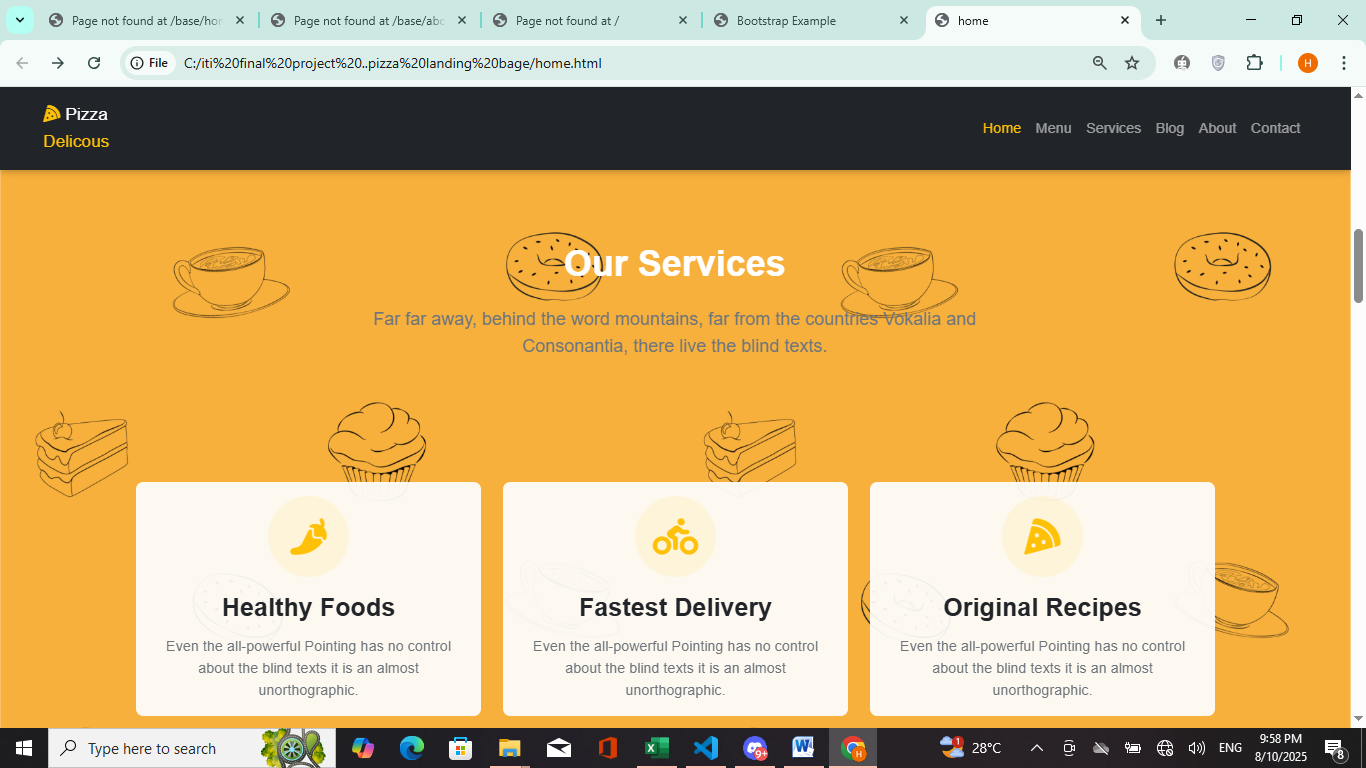 Page not found at /base/hom
Page not found at /base/abo
Page not found at /
Bootstrap Example
home
File
C:/iti%20final%20project%20..pizza%20landing%20bage/home.html
H
Pizza
Delicous
Home
Menu
Services
Blog
About
Contact
Our Services
Far far away, behind the word mountains, far from the countries Vokalia and
Consonantia, there live the blind texts.
Healthy Foods
Even the all-powerful Pointing has no control
about the blind texts it is an almost
unorthographic.
Fastest Delivery
Even the all-powerful Pointing has no control
about the blind texts it is an almost
unorthographic.
Original Recipes
Even the all-powerful Pointing has no control
about the blind texts it is an almost
unorthographic.
Type here to search
9+
H
1
28°C
ENG
9:58 PM
8/10/2025
8